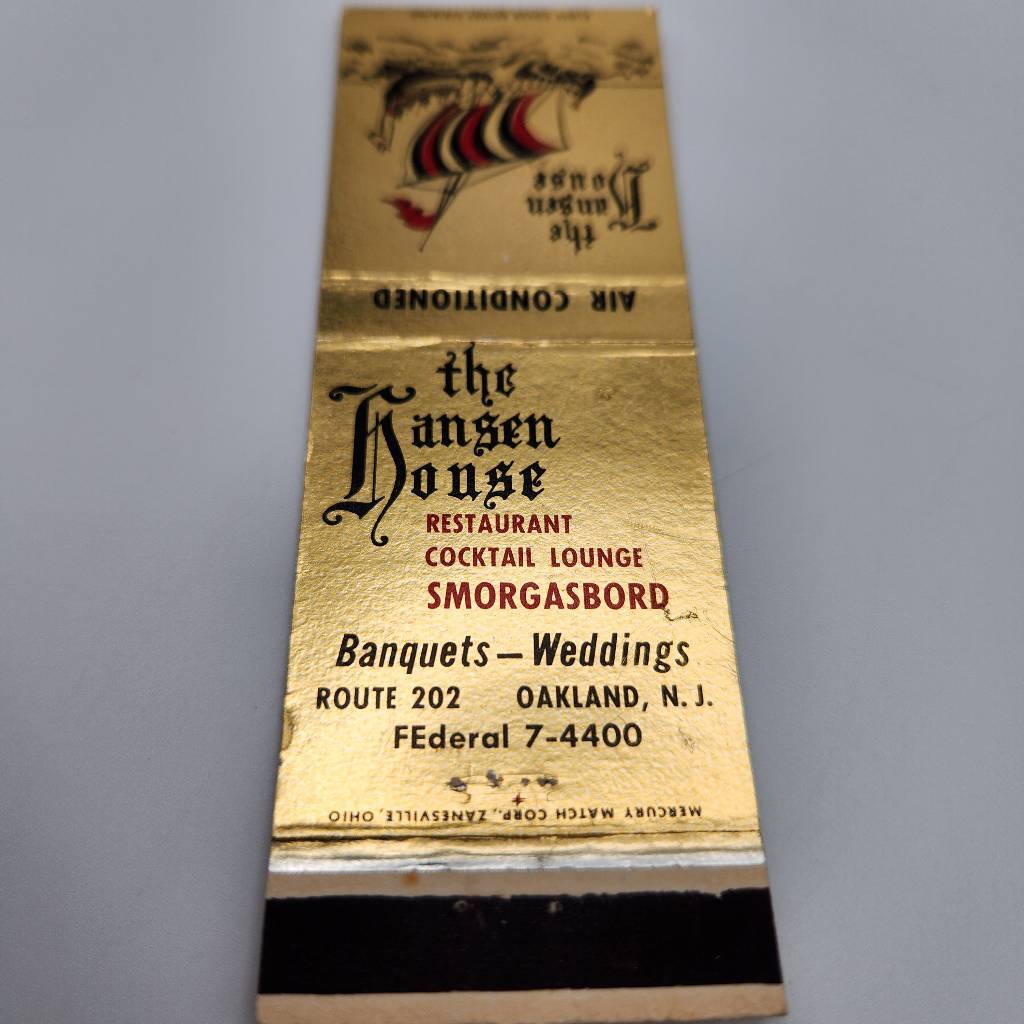 the
Hansen
House
AIR CONDITIONED
the
Hansen
House
RESTAURANT
COCKTAIL LOUNGE
SMORGASBORD
Banquets — Weddings
ROUTE 202 OAKLAND, N. J.
FEderal 7-4400
MERCURY MATCH CORP., ZANESVILLE, OHIO